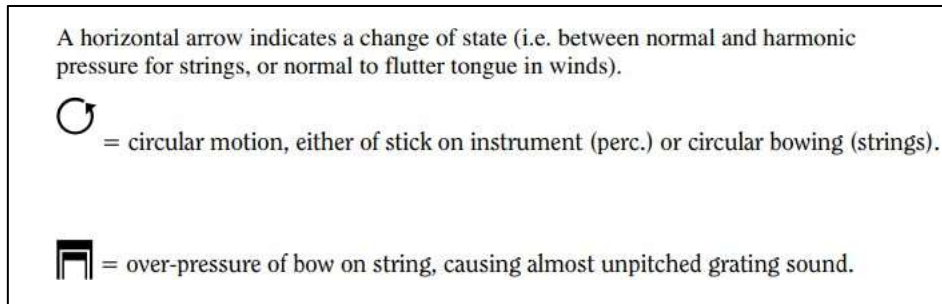 A horizontal arrow indicates a change of state (i.e. between normal and harmonic
pressure for strings, or normal to flutter tongue in winds).
= circular motion, either of stick on instrument (perc.) or circular bowing (strings).
= over-pressure of bow on string, causing almost unpitched grating sound.